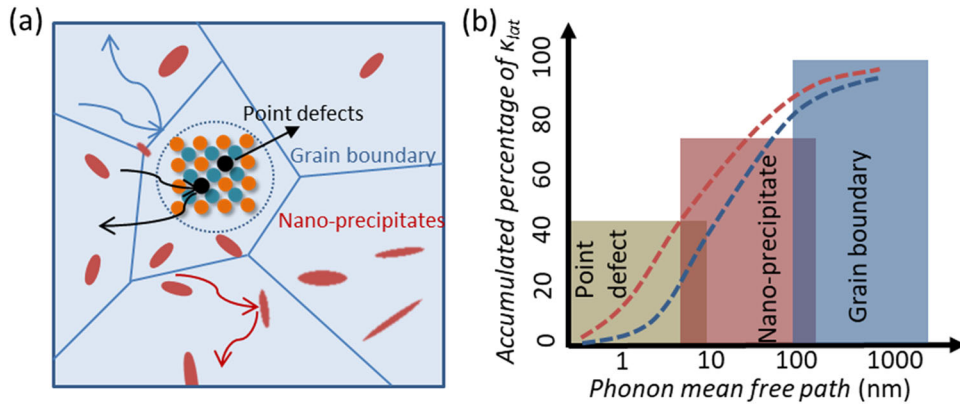 (a)
Point defects
Grain boundary
Nano-precipitates
(b)
Accumulated percentage of κlat
100
80
60
40
20
0
Point
defect
Nano-precipitate
Grain boundary
1 10 100 1000
Phonon mean free path (nm)